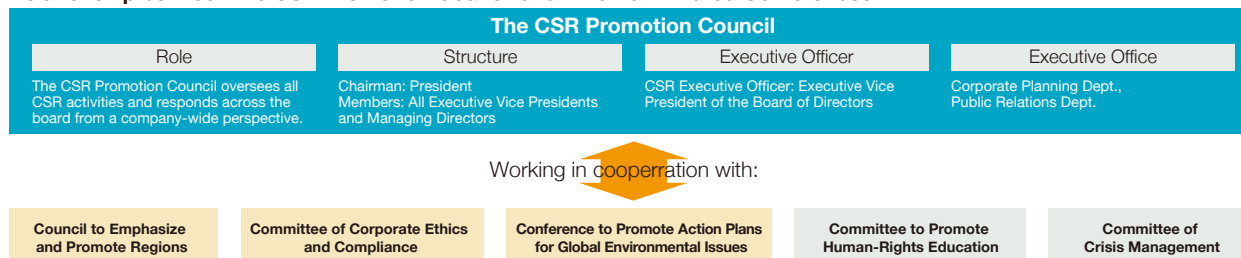 The CSR Promotion Council
Role
The CSR Promotion Council oversees all
CSR activities and responds across the
board from a company-wide perspective.
Structure
Chairman: President
Members: All Executive Vice Presidents
and Managing Directors
Executive Officer
CSR Executive Officer: Executive Vice
President of the Board of Directors
Executive Office
Corporate Planning Dept.,
Public Relations Dept.
Working in cooperration with:
Council to Emphasize
and Promote Regions
Committee of Corporate Ethics
and Compliance
Conference to Promote Action Plans
for Global Environmental Issues
Committee to Promote
Human-Rights Education
Committee of
Crisis Management